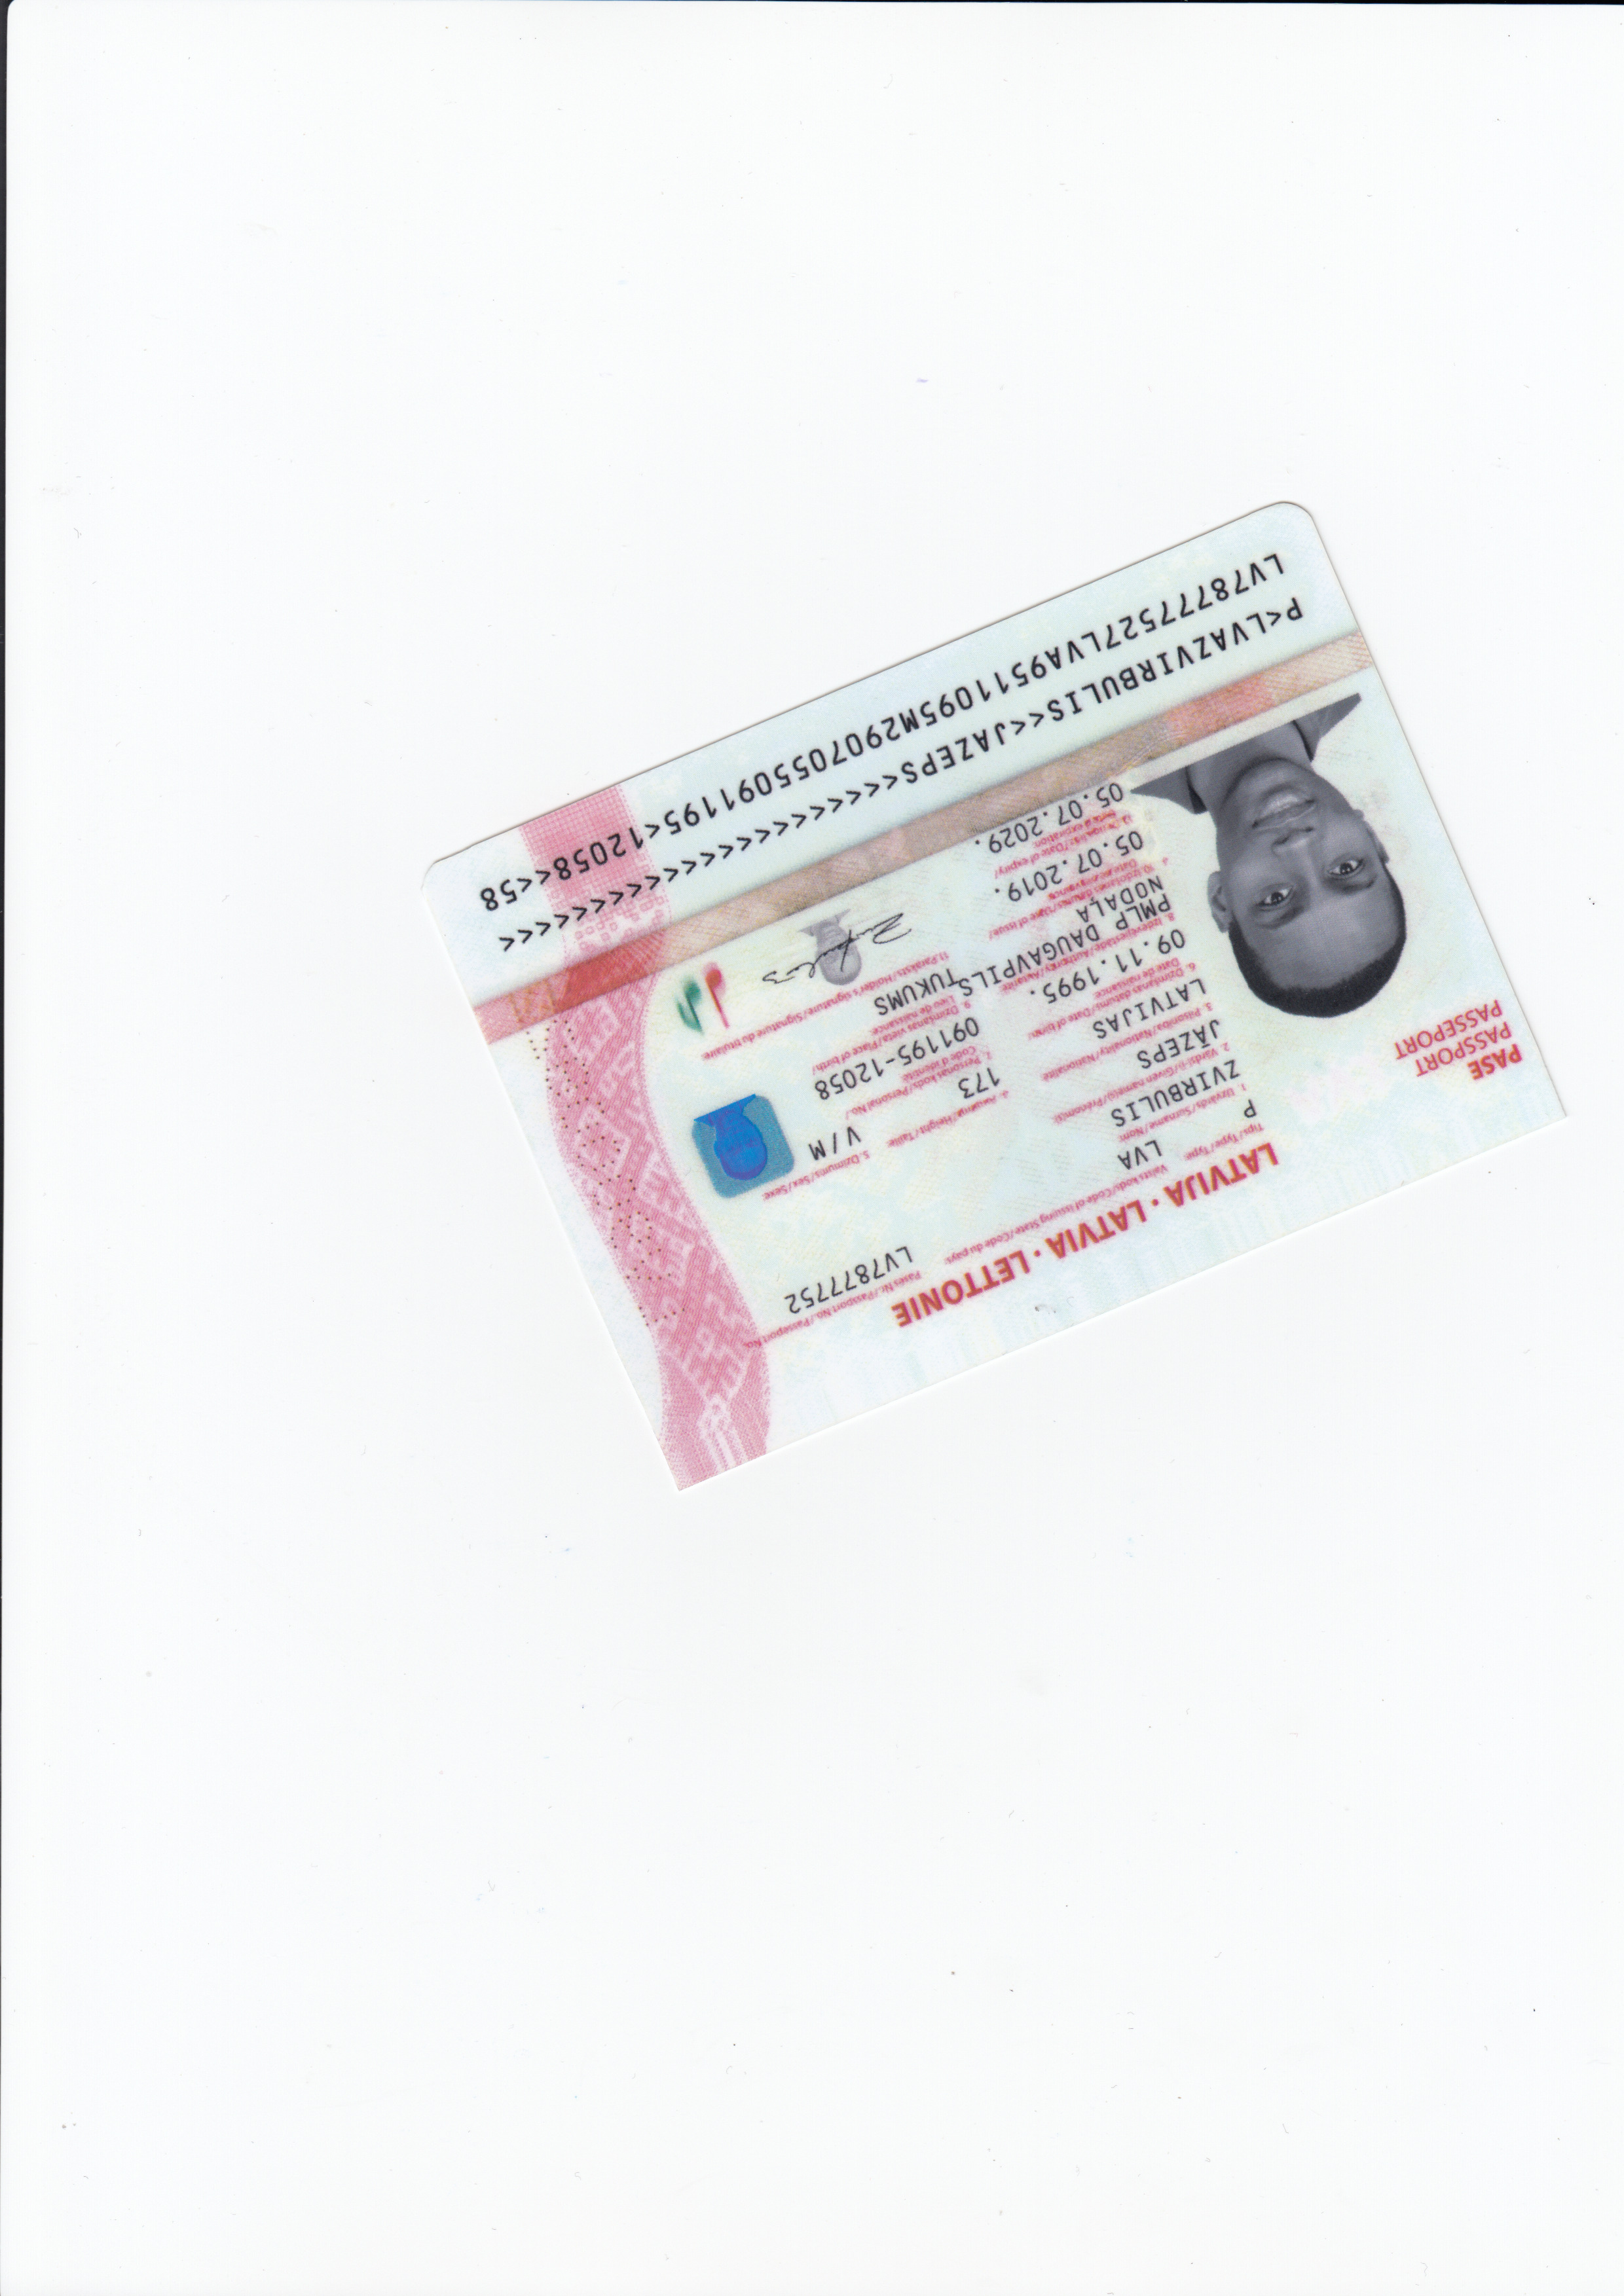 LATVIJA · LATVIA · LETTONIE
PASE
PASSPORT
PASSEPORT
Tips/Type/Type:
P
Valsts kods/Code of issuing State/Code du pays:
LVA
Pases Nr./Passport No./Passeport No.:
LV7877752
1. Uzvārds/Surname/Nom:
ZVIRBULIS
2. Vārds(-i)/Given name(s)/Prénom(s):
JĀZEPS
3. Pilsonība/Nationality/Nationalité:
LATVIJAS
4. Augums/Height/Taille:
173
5. Dzimums/Sex/Sexe:
V/M
6. Dzimšanas datums/Date of birth/
Date de naissance:
09.11.1995.
7. Personas kods/Personal No./
Code d'identité:
091195-12058
8. Izdevējiestāde/Authority/Autorité:
PMLP DAUGAVPILS
NODAĻA
9. Dzimšanas vieta/Place of birth/
Lieu de naissance:
TUKUMS
10. Izdošanas datums/Date of issue/
Date de délivrance:
05.07.2019.
11. Paraksts/Holder's signature/Signature du titulaire:
Date of expiry/
05.07.2029.
P<LVAZVIRBULIS<<JAZEPS<<<<<<<<<<<<<<<<<<<<<<
LV78777527LVA9511095M2907055091195<12058<<58